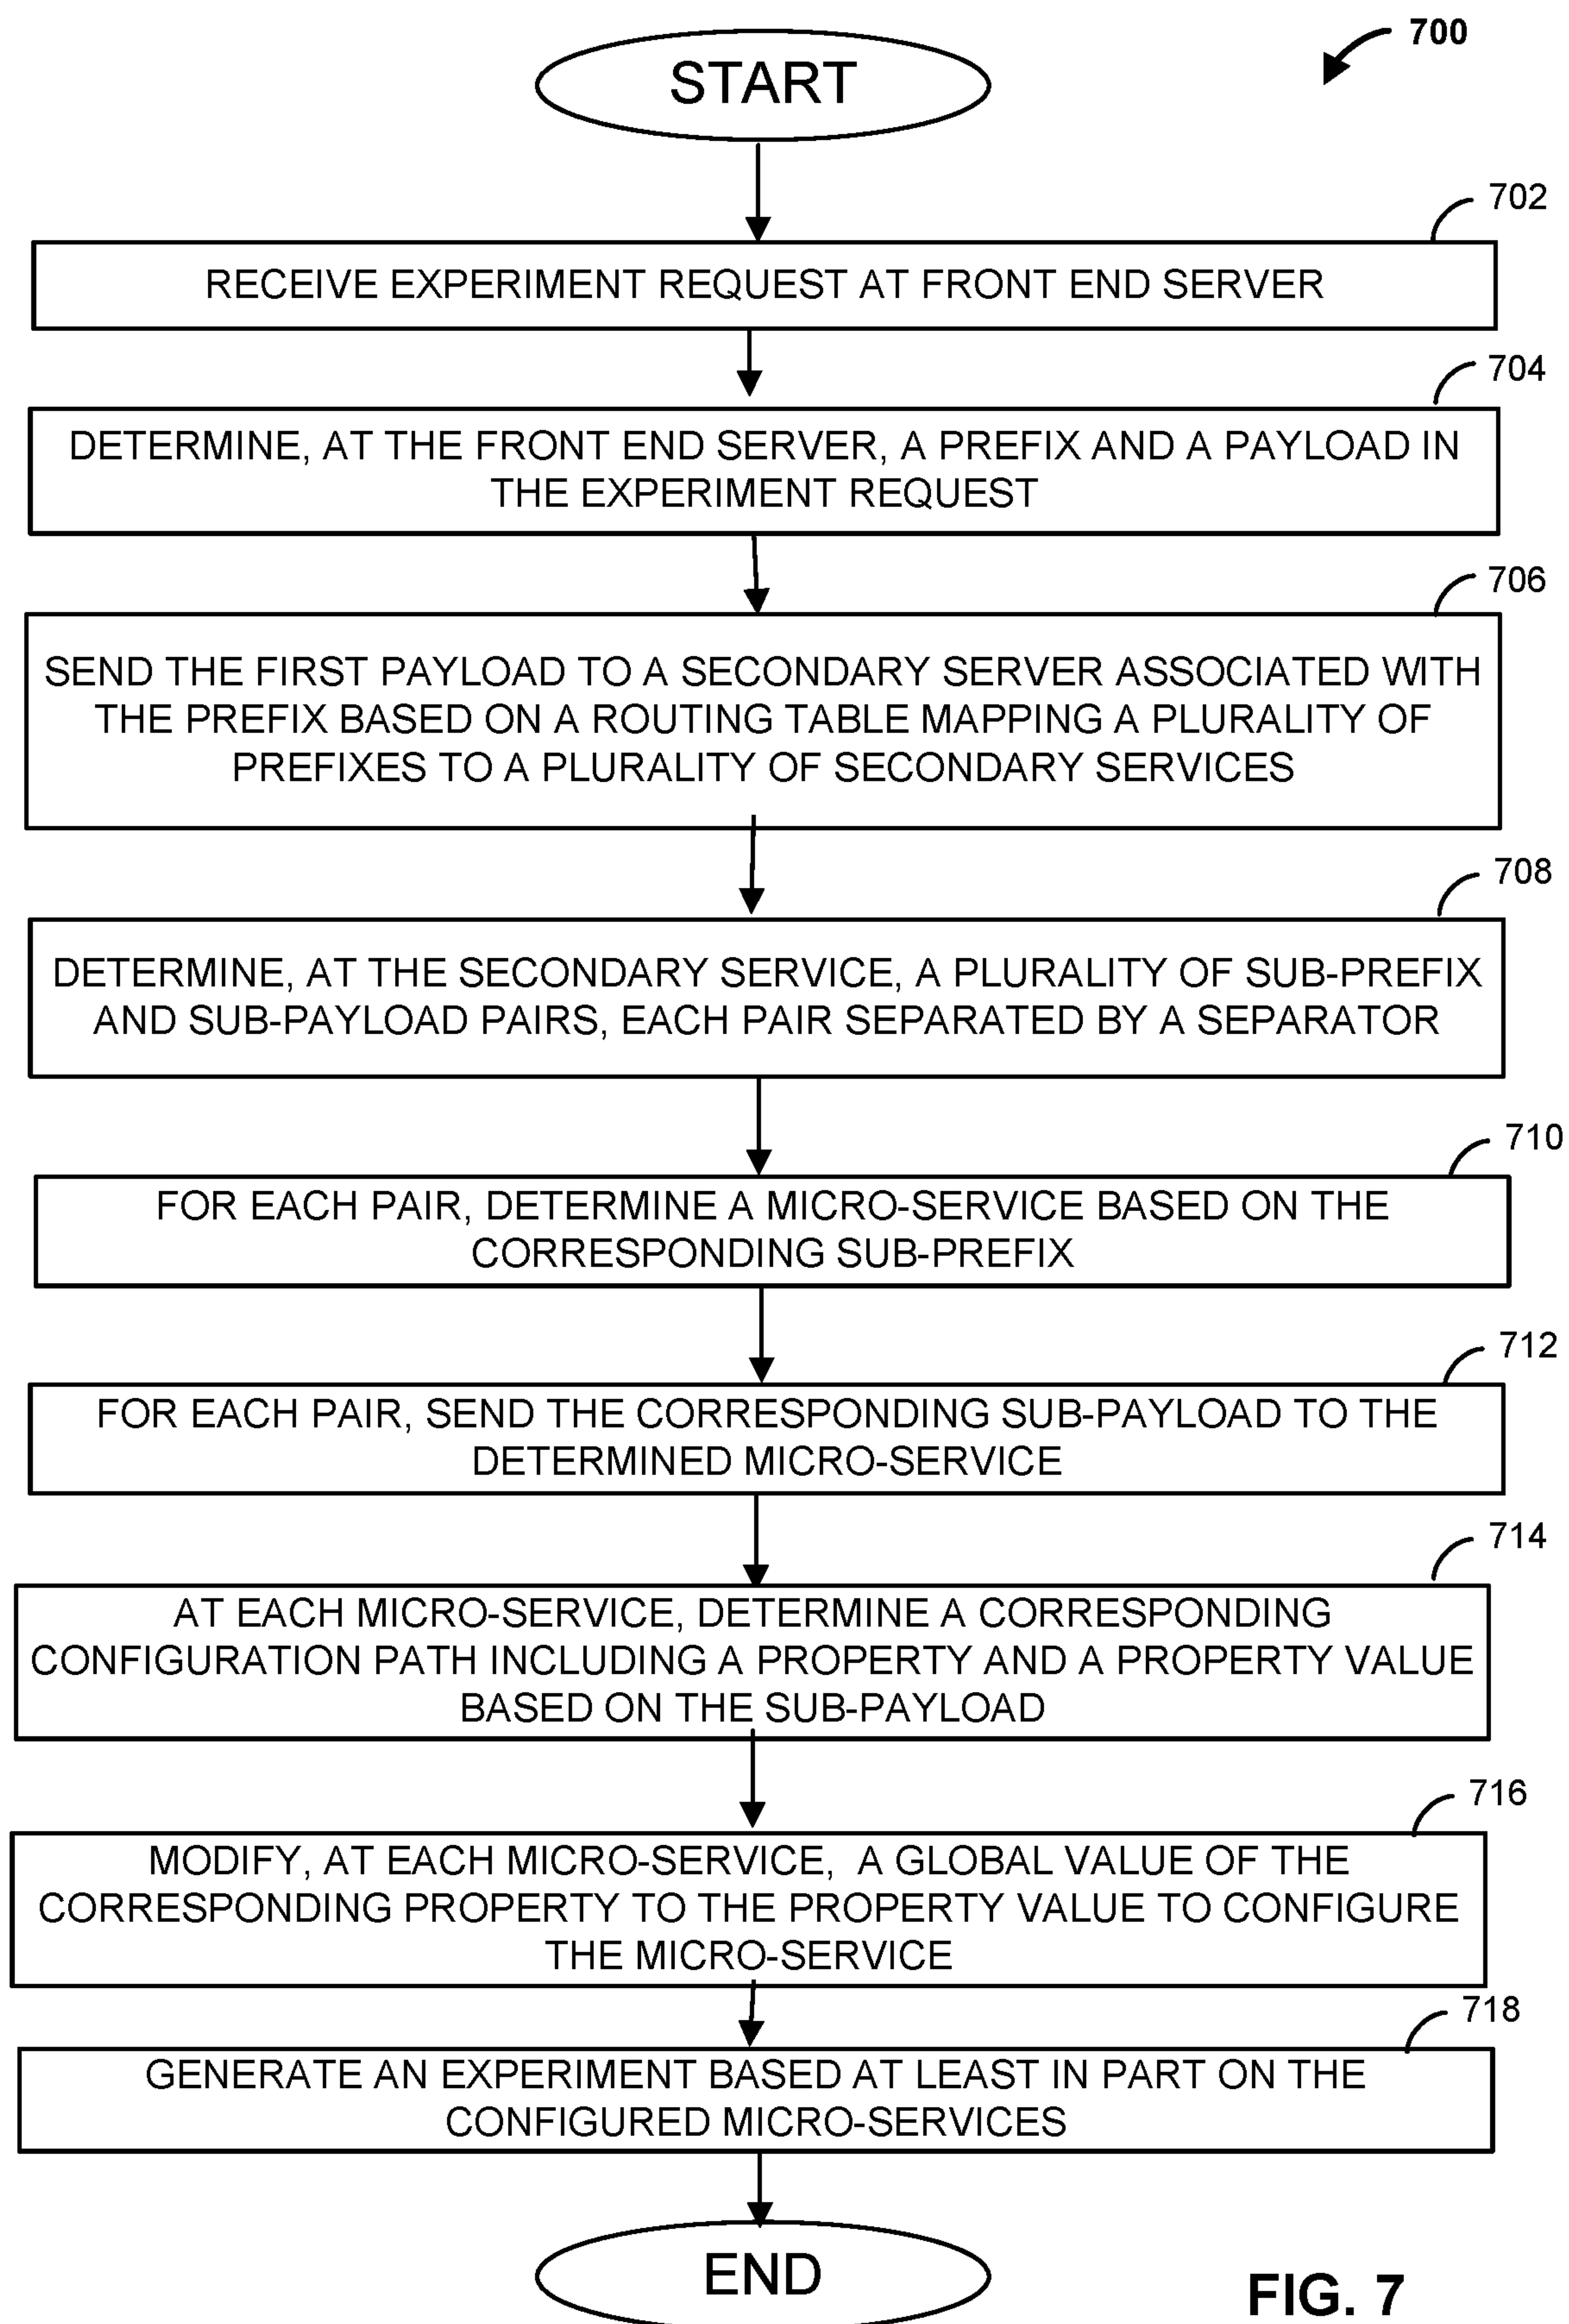 700
START
702
RECEIVE EXPERIMENT REQUEST AT FRONT END SERVER
704
DETERMINE, AT THE FRONT END SERVER, A PREFIX AND A PAYLOAD IN
THE EXPERIMENT REQUEST
706
SEND THE FIRST PAYLOAD TO A SECONDARY SERVER ASSOCIATED WITH
THE PREFIX BASED ON A ROUTING TABLE MAPPING A PLURALITY OF
PREFIXES TO A PLURALITY OF SECONDARY SERVICES
708
DETERMINE, AT THE SECONDARY SERVICE, A PLURALITY OF SUB-PREFIX
AND SUB-PAYLOAD PAIRS, EACH PAIR SEPARATED BY A SEPARATOR
710
FOR EACH PAIR, DETERMINE A MICRO-SERVICE BASED ON THE
CORRESPONDING SUB-PREFIX
712
FOR EACH PAIR, SEND THE CORRESPONDING SUB-PAYLOAD TO THE
DETERMINED MICRO-SERVICE
714
AT EACH MICRO-SERVICE, DETERMINE A CORRESPONDING
CONFIGURATION PATH INCLUDING A PROPERTY AND A PROPERTY VALUE
BASED ON THE SUB-PAYLOAD
716
MODIFY, AT EACH MICRO-SERVICE, A GLOBAL VALUE OF THE
CORRESPONDING PROPERTY TO THE PROPERTY VALUE TO CONFIGURE
THE MICRO-SERVICE
718
GENERATE AN EXPERIMENT BASED AT LEAST IN PART ON THE
CONFIGURED MICRO-SERVICES
END
FIG. 7